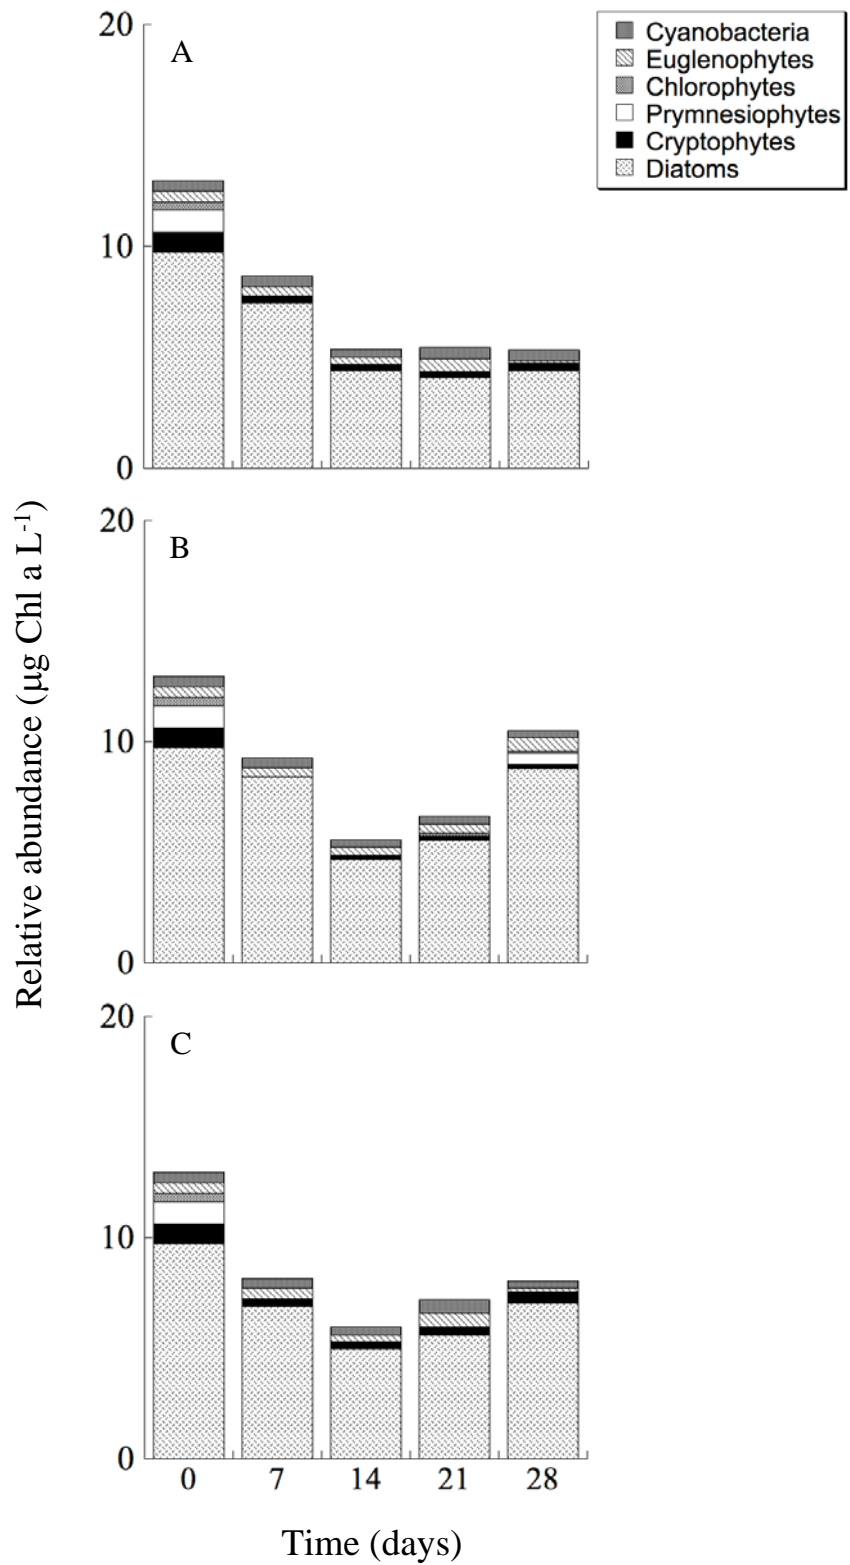 20
A
Cyanobacteria
Euglenophytes
Chlorophytes
Prymnesiophytes
Cryptophytes
Diatoms
10
0
Relative abundance (µg Chl a L⁻¹)
20
B
10
0
20
C
10
0
0 7 14 21 28
Time (days)